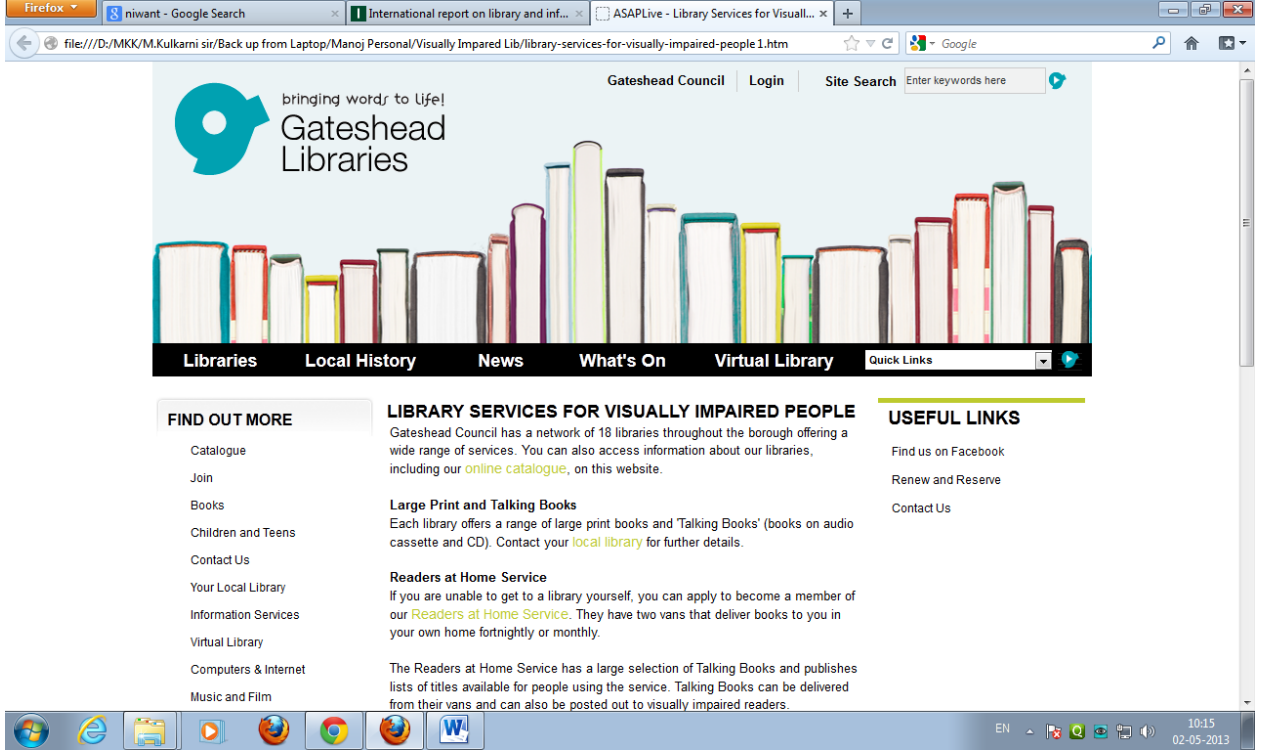 Firefox
niwant - Google Search
International report on library and inf...
ASAPLive - Library Services for Visuall...
file:///D:/MKK/M.Kulkarni sir/Back up from Laptop/Manoj Personal/Visually Impared Lib/library-services-for-visually-impaired-people1.htm
Google
Gateshead Council
Login
Site Search
Enter keywords here
bringing words to life!
Gateshead
Libraries
Libraries
Local History
News
What's On
Virtual Library
Quick Links
FIND OUT MORE
Catalogue
Join
Books
Children and Teens
Contact Us
Your Local Library
Information Services
Virtual Library
Computers & Internet
Music and Film
LIBRARY SERVICES FOR VISUALLY IMPAIRED PEOPLE
Gateshead Council has a network of 18 libraries throughout the borough offering a
wide range of services. You can also access information about our libraries,
including our online catalogue, on this website.
Large Print and Talking Books
Each library offers a range of large print books and 'Talking Books' (books on audio
cassette and CD). Contact your local library for further details.
Readers at Home Service
If you are unable to get to a library yourself, you can apply to become a member of
our Readers at Home Service. They have two vans that deliver books to you in
your own home fortnightly or monthly.
The Readers at Home Service has a large selection of Talking Books and publishes
lists of titles available for people using the service. Talking Books can be delivered
from their vans and can also be posted out to visually impaired readers.
USEFUL LINKS
Find us on Facebook
Renew and Reserve
Contact Us
EN
10:15
02-05-2013